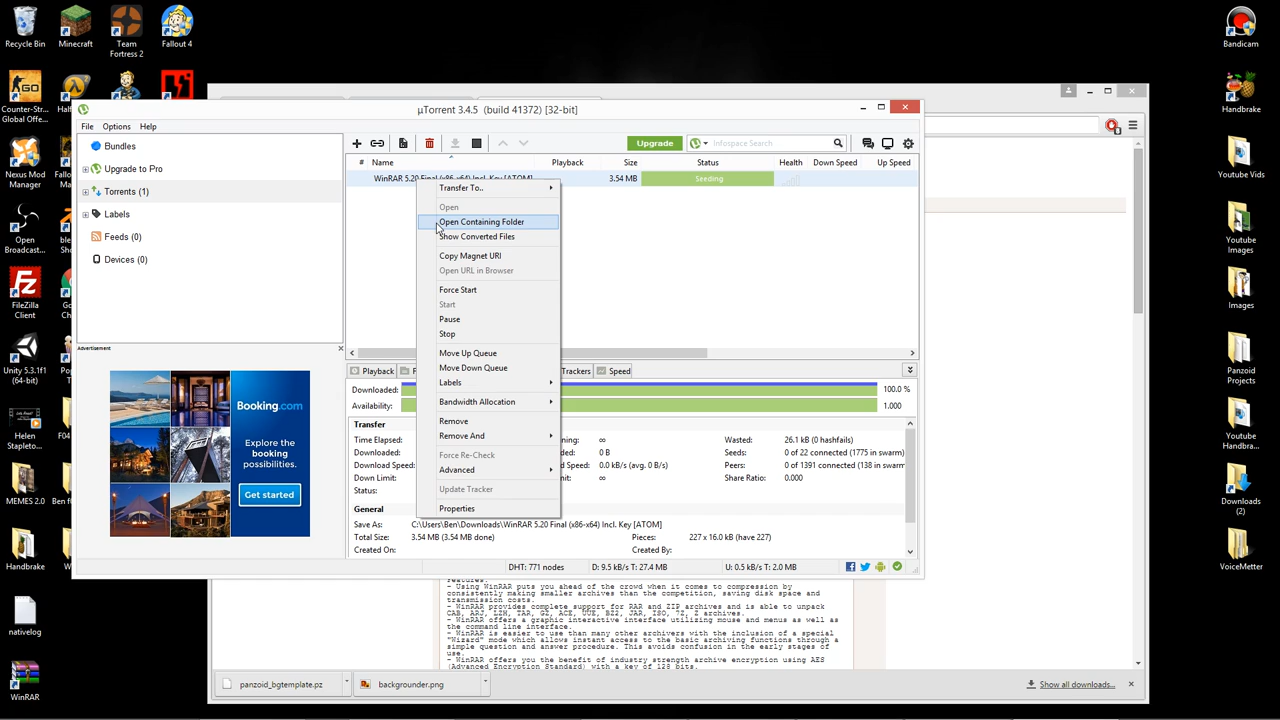 Recycle Bin
Minecraft
Team
Fortress 2
Fallout 4
Counter-Str...
Global Offe...
Half
Nexus Mod
Manager
Open
Broadcast...
FileZilla
Client
Unity 5.3.1f1
(64-bit)
Helen
Stapleto...
MEMES 2.0
Ben f
Handbrake
nativelog
WinRAR
Bandicam
Handbrake
Youtube Vids
Youtube
Images
Images
Panzoid
Projects
Youtube
Handbrake
Downloads
(2)
VoiceMetter
µTorrent 3.4.5 (build 41372) [32-bit]
File Options Help
Bundles
Upgrade to Pro
Torrents (1)
Labels
Feeds (0)
Devices (0)
Upgrade
Infospace Search
# Name Playback Size Status Health Down Speed Up Speed
WinRAR 5.20 Final (x86-x64) Incl. Key [ATOM] 3.54 MB Seeding
Transfer To..
Open
Open Containing Folder
Show Converted Files
Copy Magnet URI
Open URL in Browser
Force Start
Start
Pause
Stop
Move Up Queue
Move Down Queue
Labels
Bandwidth Allocation
Remove
Remove And
Force Re-Check
Advanced
Update Tracker
Properties
Advertisement
Booking.com
Explore the
booking
possibilities.
Get started
Playback F Trackers Speed
Downloaded: 100.0 %
Availability: 1.000
Transfer
Time Elapsed: ∞ Wasted: 26.1 kB (0 hashfails)
Downloaded: 0 B Seeds: 0 of 22 connected (1775 in swarm)
Download Speed: 0.0 kB/s (avg. 0 B/s) Peers: 0 of 1391 connected (138 in swarm)
Down Limit: ∞ Share Ratio: 0.000
Status:
General
Save As: C:\Users\Ben\Downloads\WinRAR 5.20 Final (x86-x64) Incl. Key [ATOM]
Total Size: 3.54 MB (3.54 MB done) Pieces: 227 x 16.0 kB (have 227)
Created On: Created By:
DHT: 771 nodes D: 9.5 kB/s T: 27.4 MB U: 0.5 kB/s T: 2.0 MB
Features:
- Using WinRAR puts you ahead of the crowd when it comes to compression by
consistently making smaller archives than the competition, saving disk space and
transmission costs.
- WinRAR provides complete support for RAR and ZIP archives and is able to unpack
CAB, ARJ, LZH, TAR, GZ, ACE, UUE, BZ2, JAR, ISO, 7Z, Z archives.
- WinRAR offers a graphic interactive interface utilizing mouse and menus as well as
the command line interface.
- WinRAR is easier to use than many other archivers with the inclusion of a special
"Wizard" mode which allows instant access to the basic archiving functions through a
simple question and answer procedure. This avoids confusion in the early stages of
use.
- WinRAR offers you the benefit of industry strength archive encryption using AES
(Advanced Encryption Standard) with a key of 128 bits.
panzoid_bgtemplate.pz
backgrounder.png
Show all downloads...